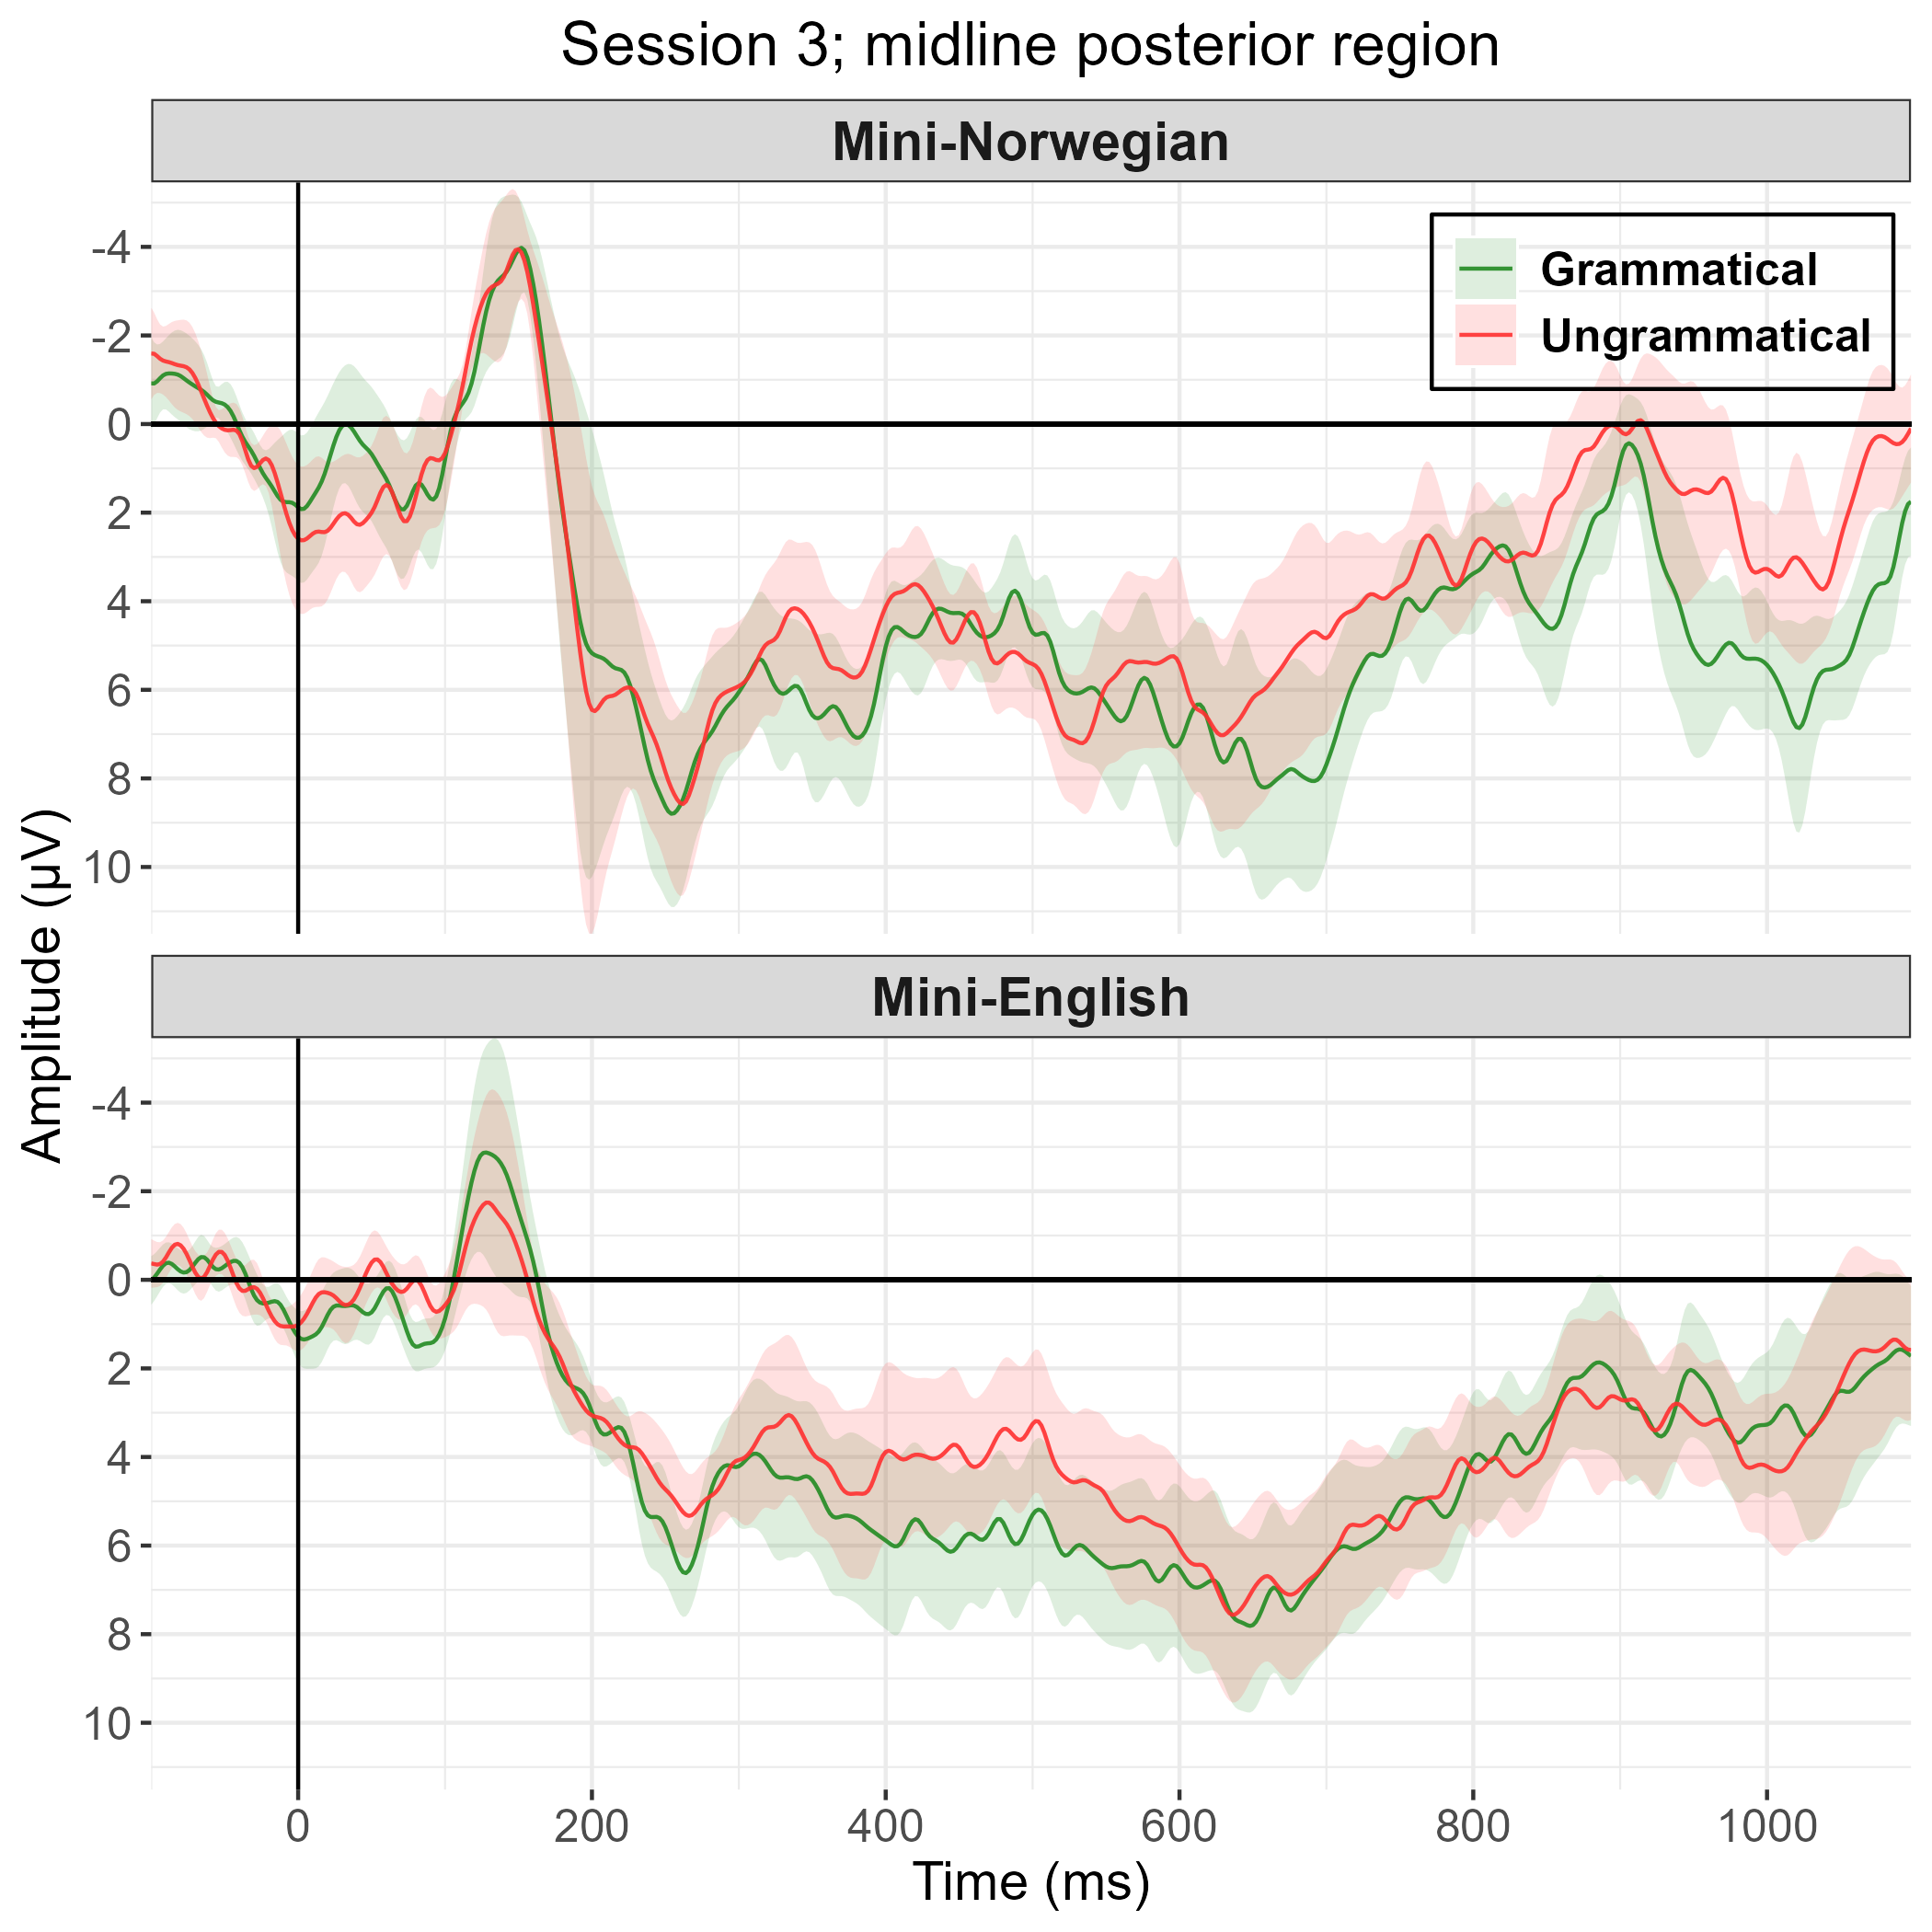 Session 3; midline posterior region
Mini-Norwegian
Grammatical
Ungrammatical
-4
-2
0
2
4
6
8
10
Amplitude (µV)
Mini-English
-4
-2
0
2
4
6
8
10
0 200 400 600 800 1000
Time (ms)